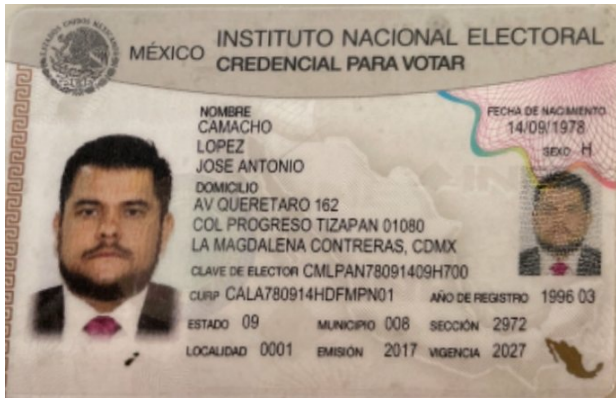 MÉXICO
INSTITUTO NACIONAL ELECTORAL
CREDENCIAL PARA VOTAR
NOMBRE
CAMACHO
LOPEZ
JOSE ANTONIO
FECHA DE NACIMIENTO
14/09/1978
SEXO H
DOMICILIO
AV QUERETARO 162
COL PROGRESO TIZAPAN 01080
LA MAGDALENA CONTRERAS, CDMX
CLAVE DE ELECTOR CMLPAN78091409H700
CURP CALA780914HDFMPN01 AÑO DE REGISTRO 1996 03
ESTADO 09 MUNICIPIO 008 SECCIÓN 2972
LOCALIDAD 0001 EMISIÓN 2017 VIGENCIA 2027